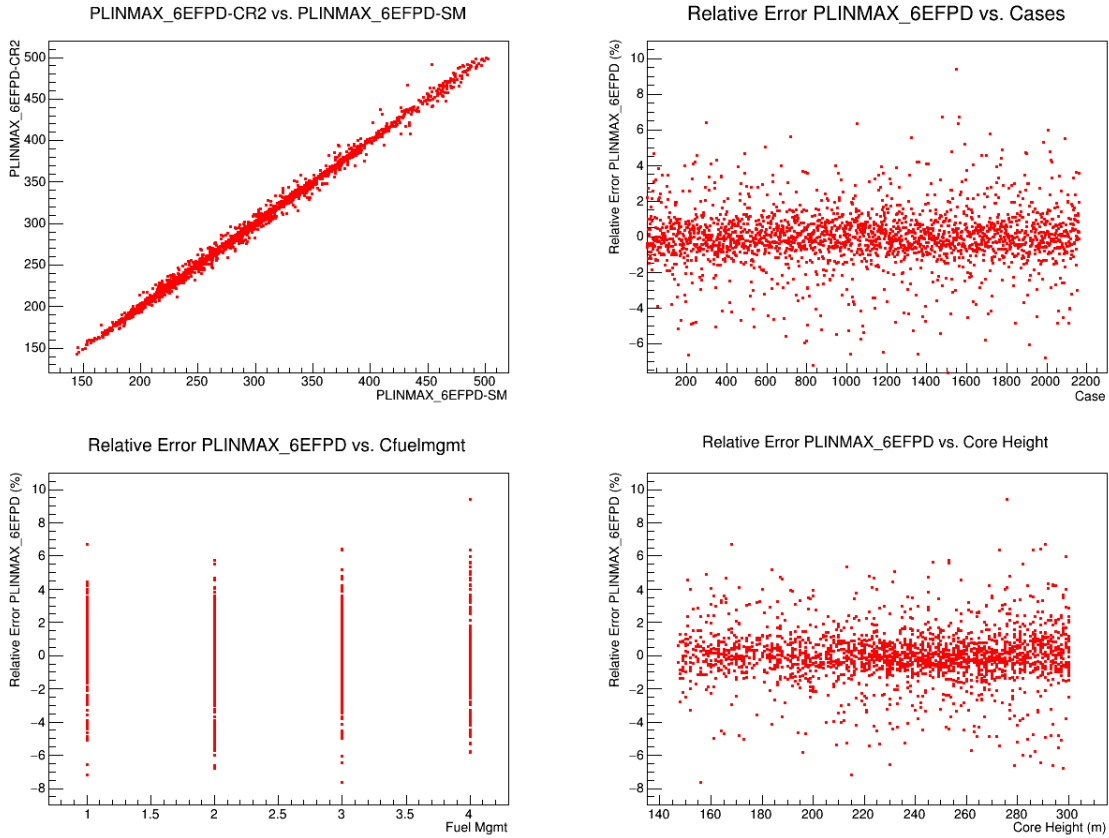 PLINMAX_6EFPD-CR2 vs. PLINMAX_6EFPD-SM
PLINMAX_6EFPD-CR2
500
450
400
350
300
250
200
150
150 200 250 300 350 400 450 500
PLINMAX_6EFPD-SM
Relative Error PLINMAX_6EFPD vs. Cases
Relative Error PLINMAX_6EFPD (%)
10
8
6
4
2
0
−2
−4
−6
200 400 600 800 1000 1200 1400 1600 1800 2000 2200
Case
Relative Error PLINMAX_6EFPD vs. Cfuelmgmt
Relative Error PLINMAX_6EFPD (%)
10
8
6
4
2
0
−2
−4
−6
−8
1 1.5 2 2.5 3 3.5 4
Fuel Mgmt
Relative Error PLINMAX_6EFPD vs. Core Height
Relative Error PLINMAX_6EFPD (%)
10
8
6
4
2
0
−2
−4
−6
−8
140 160 180 200 220 240 260 280 300
Core Height (m)